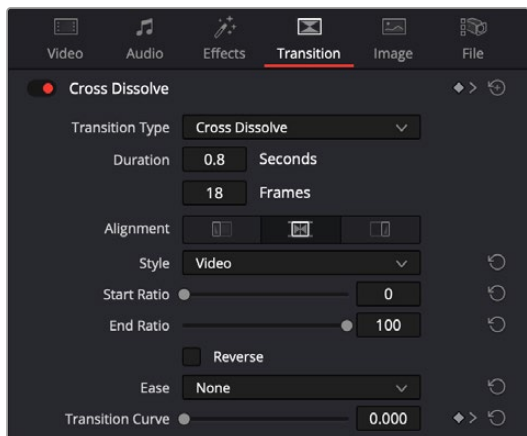 Video Audio Effects Transition Image File
Cross Dissolve
Transition Type Cross Dissolve
Duration 0.8 Seconds
18 Frames
Alignment
Style Video
Start Ratio 0
End Ratio 100
Reverse
Ease None
Transition Curve 0.000